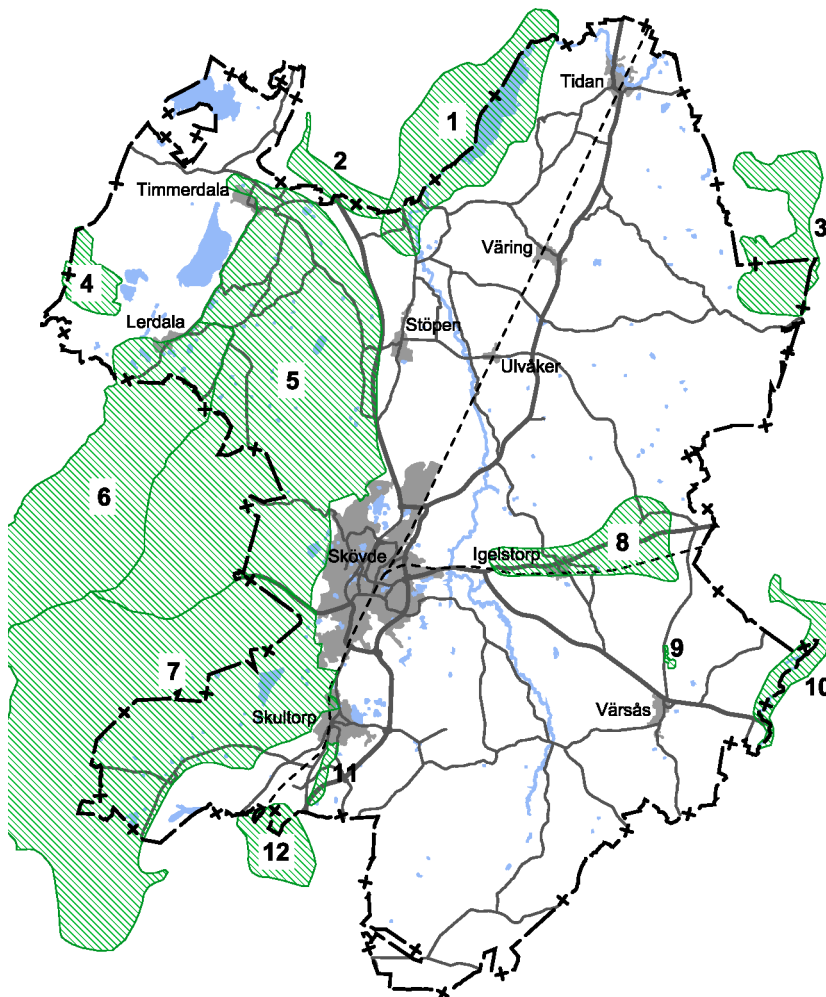 Tidan
1
2
Timmerdala
3
Väring
4
Lerdala
Stöpen
Ulvåker
5
6
8
Igelstorp
Skövde
9
7
10
Värsås
Skultorp
11
12